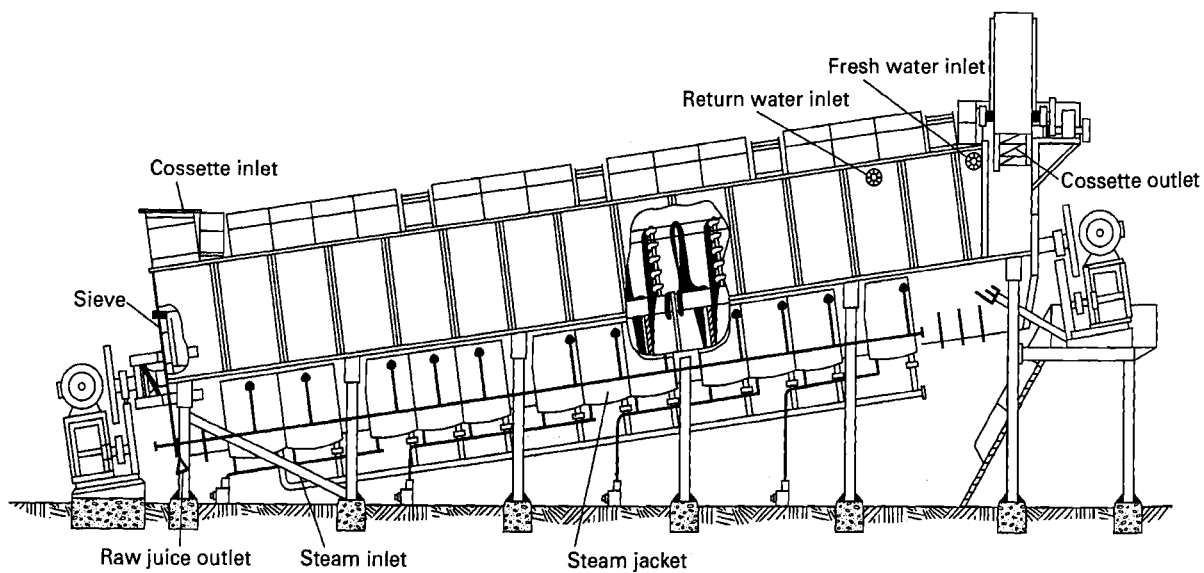 Fresh water inlet
Return water inlet
Cossette inlet
Cossette outlet
Sieve
Raw juice outlet
Steam inlet
Steam jacket